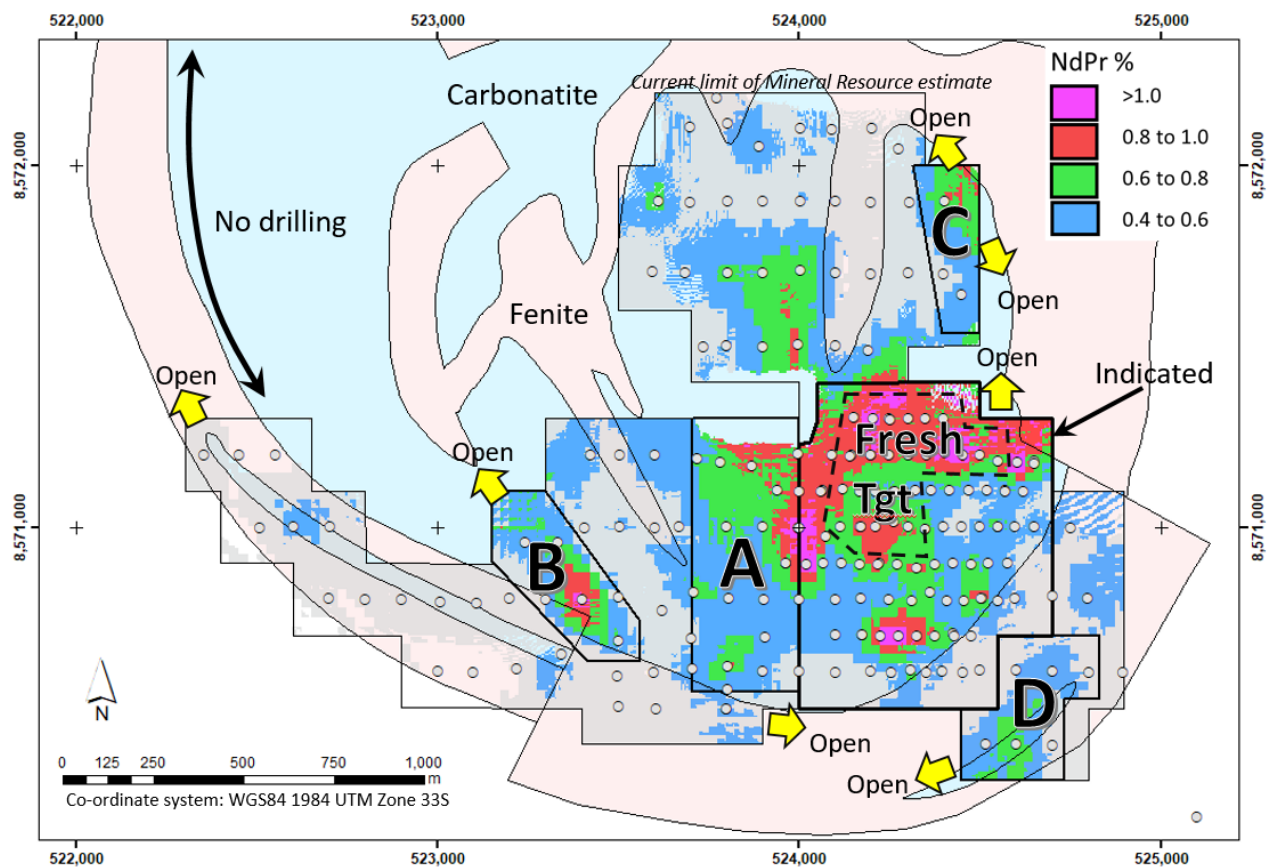 522,000 523,000 524,000 525,000
Current limit of Mineral Resource estimate
NdPr %
>1.0
0.8 to 1.0
0.6 to 0.8
0.4 to 0.6
Carbonatite
Open
8,572,000 8,572,000
No drilling
C
Open
Fenite
Open
Indicated
Open
Fresh
Open
Tgt
8,571,000 8,571,000
B A
D
N
Open
Open
0 125 250 500 750 1,000
m
Co-ordinate system: WGS84 1984 UTM Zone 33S
522,000 523,000 524,000 525,000